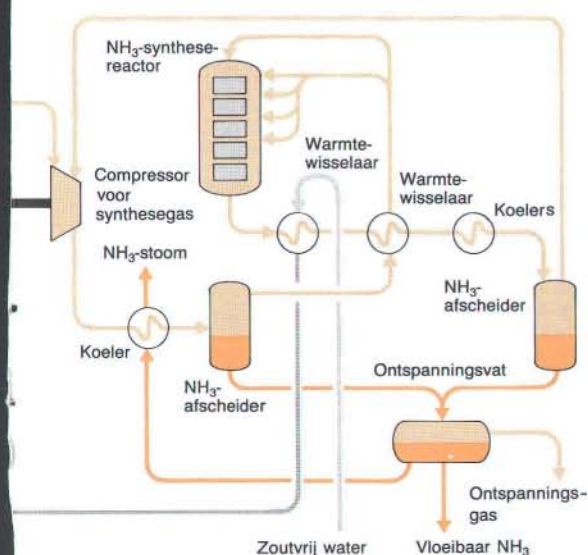 NH₃-synthese-
reactor
Warmte-
wisselaar
Warmte-
wisselaar
Koelers
Compressor
voor
synthesegas
NH₃-stoom
Koeler
NH₃-
afscheider
NH₃-
afscheider
Ontspanningsvat
Ontspannings-
gas
Zoutvrij water
Vloeibaar NH₃